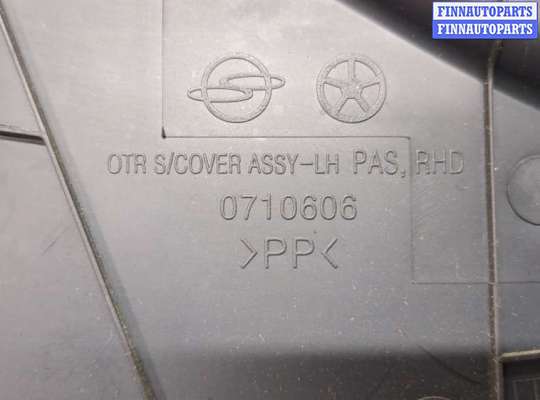 FINNAUTOPARTS
FINNAUTOPARTS
OTR S/COVER ASSY-LH PAS, RHD
0710606
>PP<